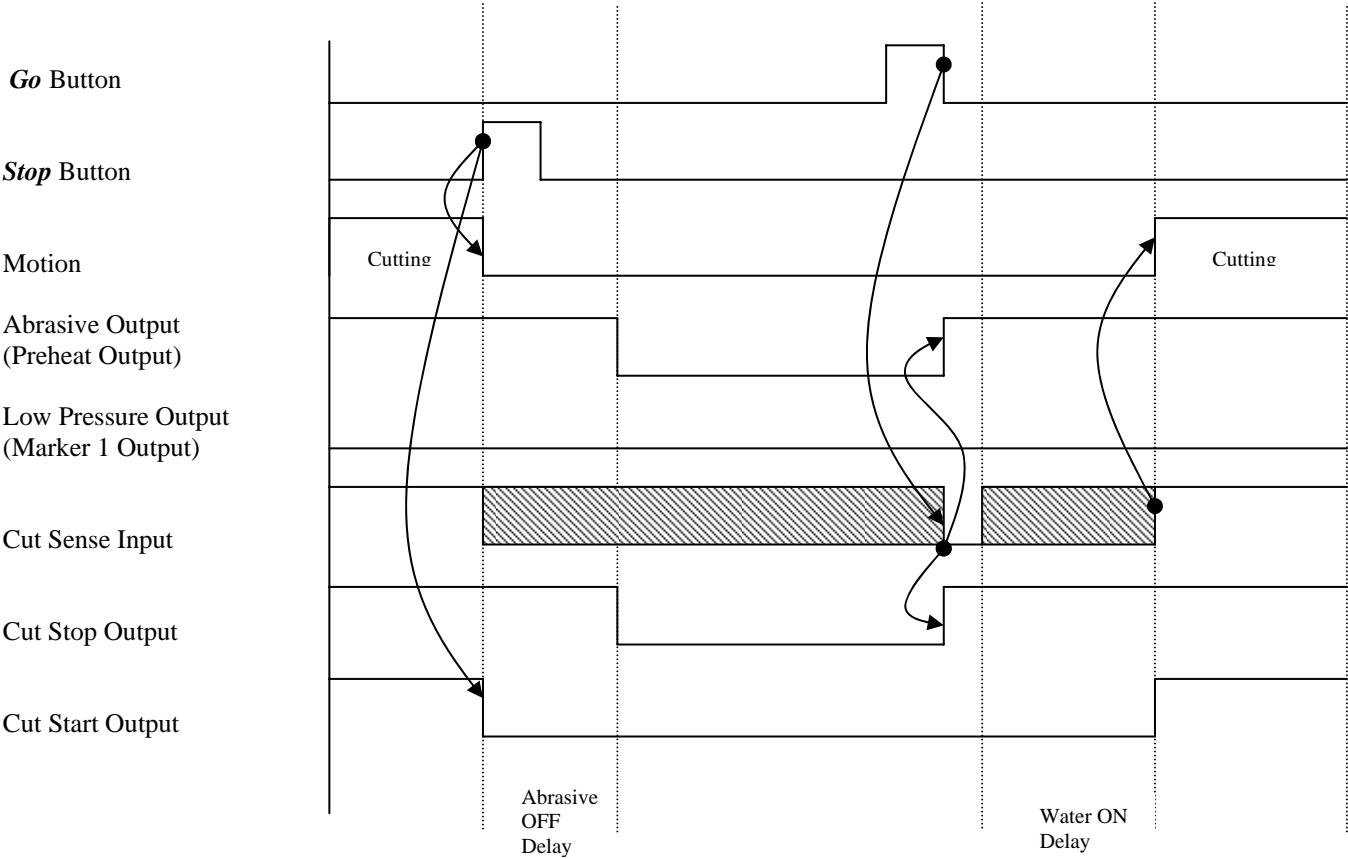 Go Button
Stop Button
Motion
Cutting
Cutting
Abrasive Output
(Preheat Output)
Low Pressure Output
(Marker 1 Output)
Cut Sense Input
Cut Stop Output
Cut Start Output
Abrasive
OFF
Delay
Water ON
Delay